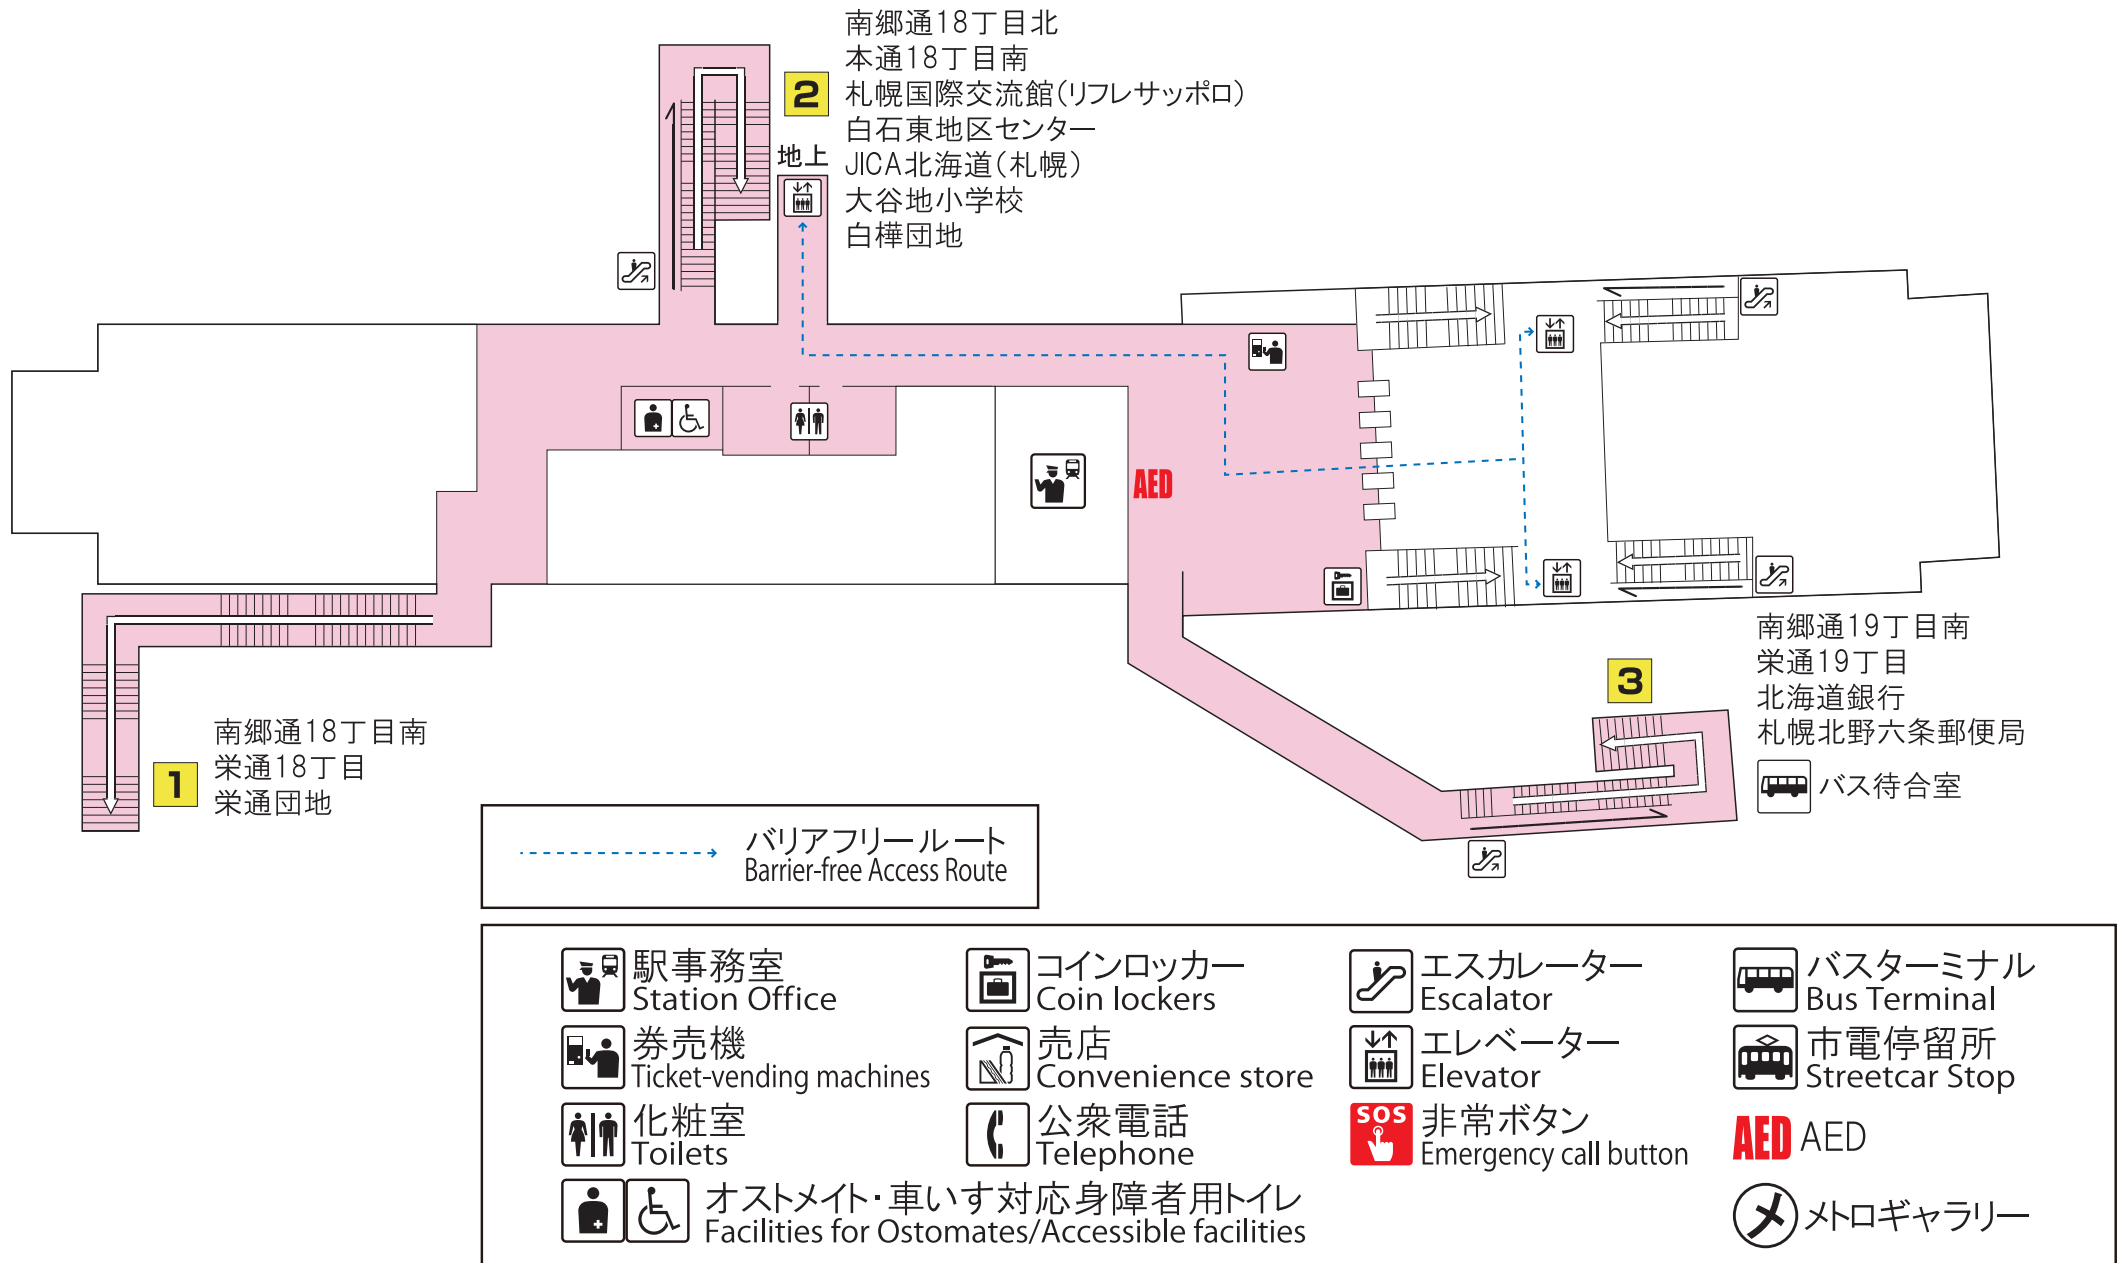 南郷通18丁目北
本通18丁目南
札幌国際交流館(リフレサッポロ)
白石東地区センター
JICA北海道(札幌)
大谷地小学校
白樺団地
2
地上
AED
南郷通19丁目南
栄通19丁目
北海道銀行
札幌北野六条郵便局
バス待合室
3
南郷通18丁目南
栄通18丁目
栄通団地
1
バリアフリールート
Barrier-free Access Route
駅事務室
Station Office
コインロッカー
Coin lockers
エスカレーター
Escalator
バスターミナル
Bus Terminal
券売機
Ticket-vending machines
売店
Convenience store
エレベーター
Elevator
市電停留所
Streetcar Stop
化粧室
Toilets
公衆電話
Telephone
SOS
非常ボタン
Emergency call button
AED AED
オストメイト・車いす対応身障者用トイレ
Facilities for Ostomates/Accessible facilities
メ メトロギャラリー